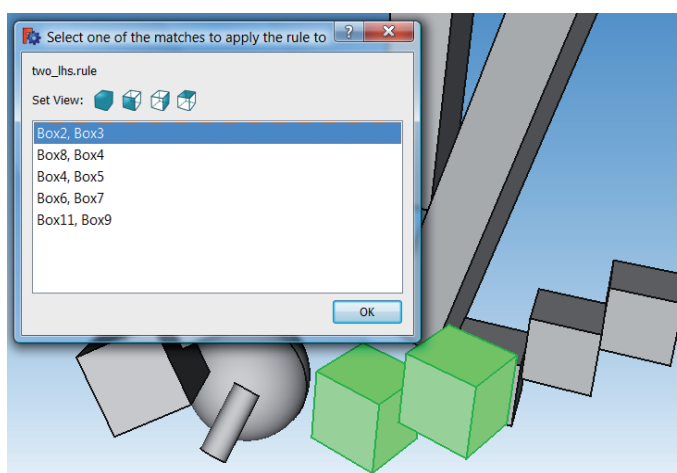 Select one of the matches to apply the rule to
?
two_lhs.rule
Set View:
Box2, Box3
Box8, Box4
Box4, Box5
Box6, Box7
Box11, Box9
OK